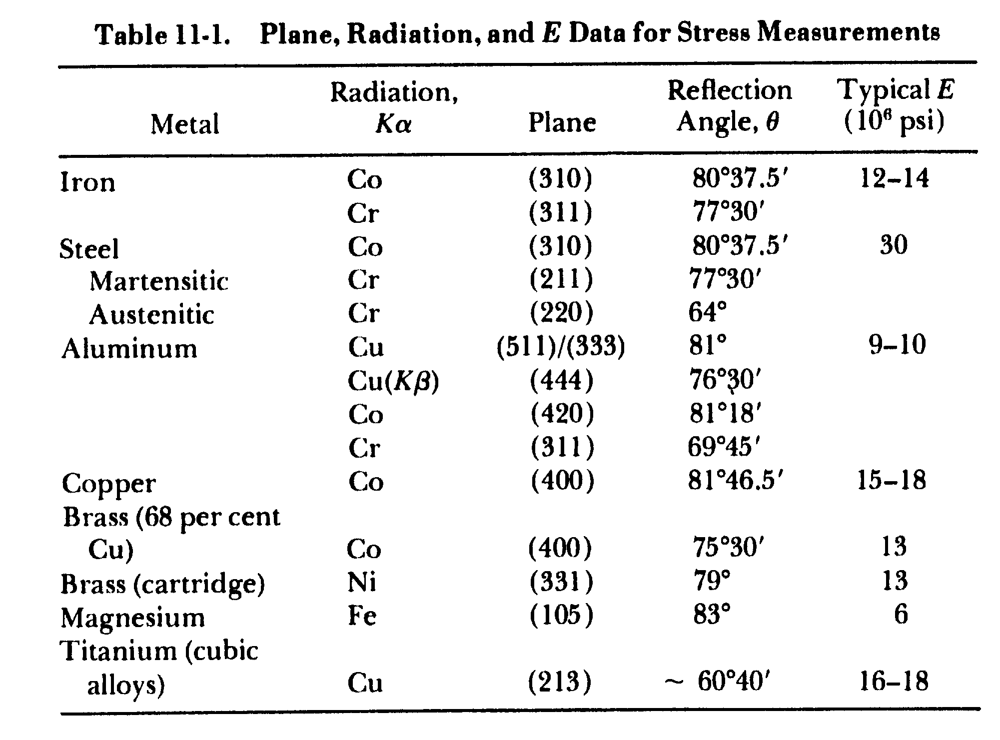 Table 11-1. Plane, Radiation, and E Data for Stress Measurements
Metal Radiation, Kα Plane Reflection Angle, θ Typical E (10⁶ psi)
Iron Co (310) 80°37.5′ 12–14
Cr (311) 77°30′
Steel Co (310) 80°37.5′ 30
Martensitic Cr (211) 77°30′
Austenitic Cr (220) 64°
Aluminum Cu (511)/(333) 81° 9–10
Cu(Kβ) (444) 76°30′
Co (420) 81°18′
Cr (311) 69°45′
Copper Co (400) 81°46.5′ 15–18
Brass (68 per cent
Cu) Co (400) 75°30′ 13
Brass (cartridge) Ni (331) 79° 13
Magnesium Fe (105) 83° 6
Titanium (cubic
alloys) Cu (213) ~ 60°40′ 16–18